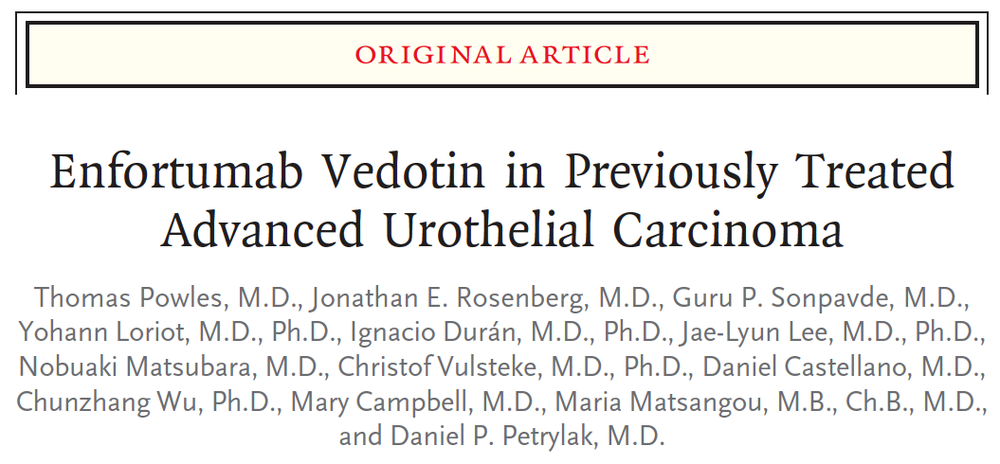 ORIGINAL ARTICLE
Enfortumab Vedotin in Previously Treated
Advanced Urothelial Carcinoma
Thomas Powles, M.D., Jonathan E. Rosenberg, M.D., Guru P. Sonpavde, M.D.,
Yohann Loriot, M.D., Ph.D., Ignacio Durán, M.D., Ph.D., Jae-Lyun Lee, M.D., Ph.D.,
Nobuaki Matsubara, M.D., Christof Vulsteke, M.D., Ph.D., Daniel Castellano, M.D.,
Chunzhang Wu, Ph.D., Mary Campbell, M.D., Maria Matsangou, M.B., Ch.B., M.D.,
and Daniel P. Petrylak, M.D.